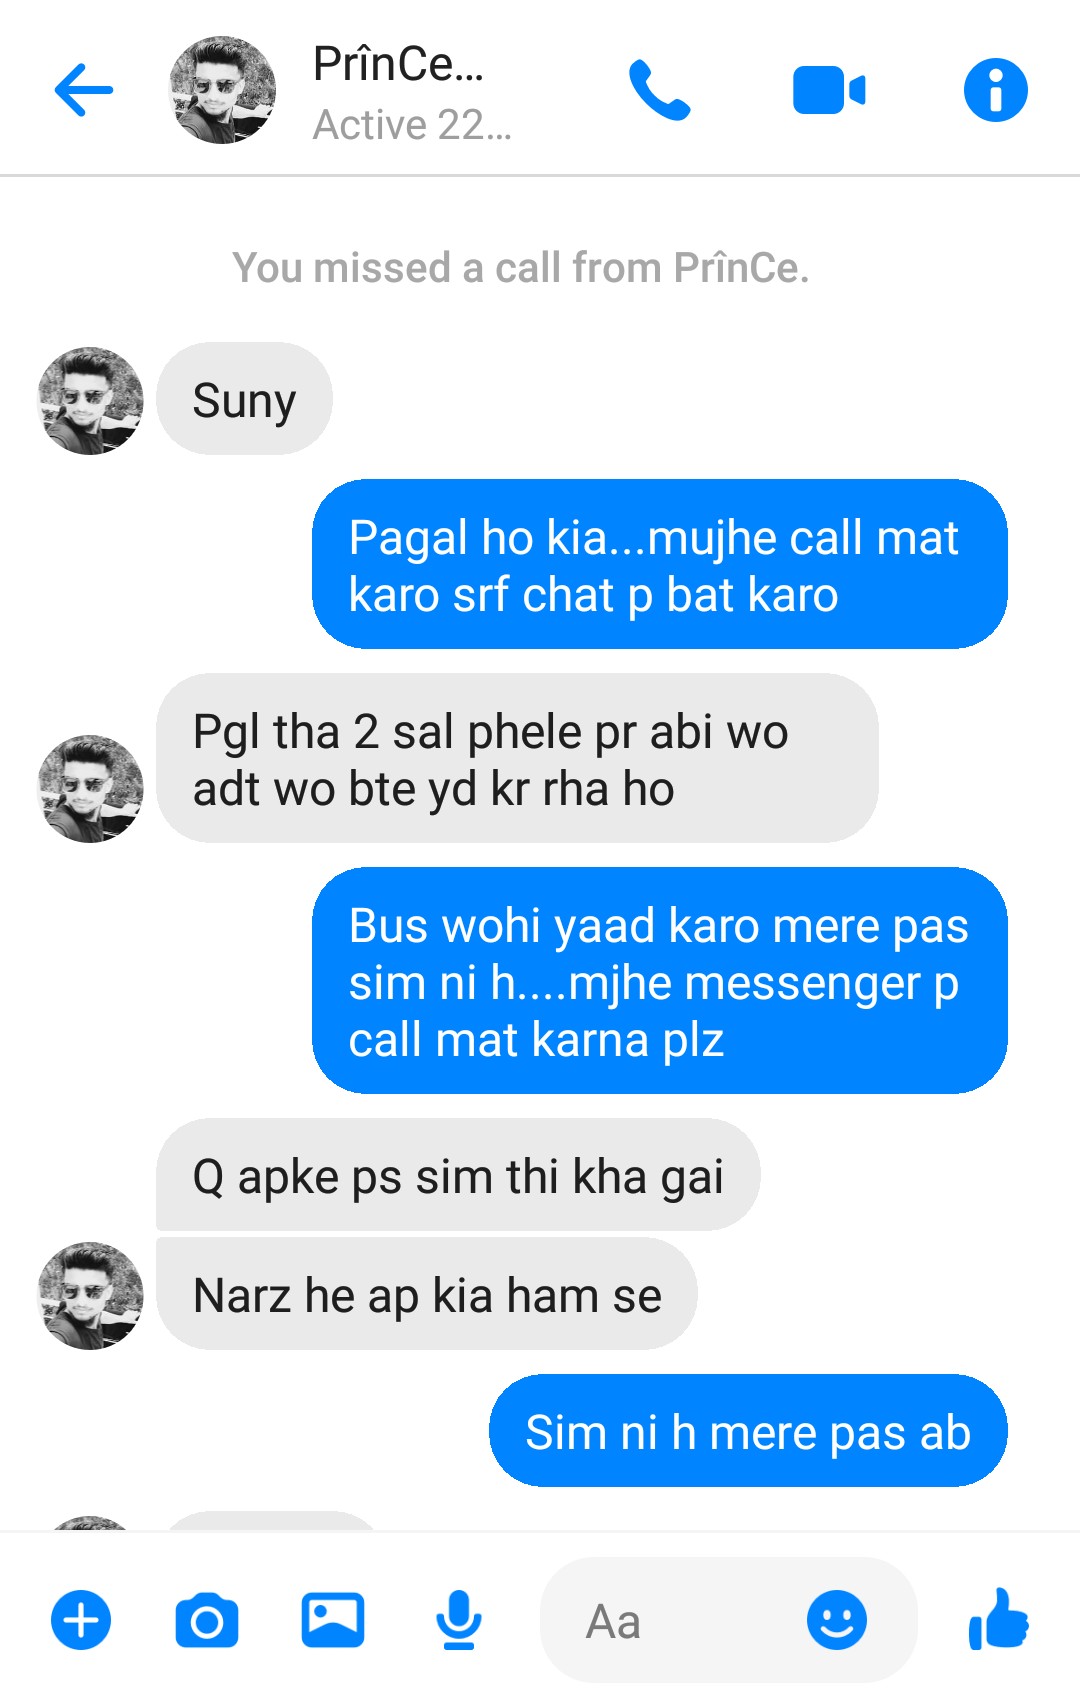 PrînCe...
Active 22...
You missed a call from PrînCe.
Suny
Pagal ho kia...mujhe call mat
karo srf chat p bat karo
Pgl tha 2 sal phele pr abi wo
adt wo bte yd kr rha ho
Bus wohi yaad karo mere pas
sim ni h....mjhe messenger p
call mat karna plz
Q apke ps sim thi kha gai
Narz he ap kia ham se
Sim ni h mere pas ab
Aa